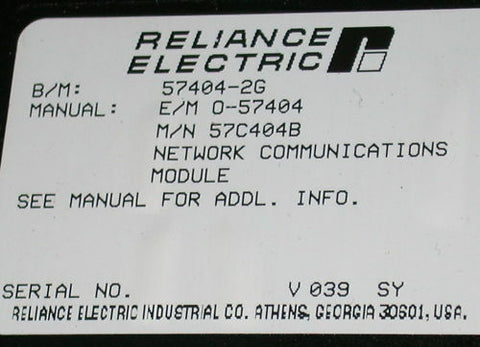 RELIANCE
ELECTRIC
B/M: 57404-2G
MANUAL: E/M O-57404
M/N 57C404B
NETWORK COMMUNICATIONS
MODULE
SEE MANUAL FOR ADDL. INFO.
SERIAL NO. V 039 SY
RELIANCE ELECTRIC INDUSTRIAL CO. ATHENS, GEORGIA 30601, USA.